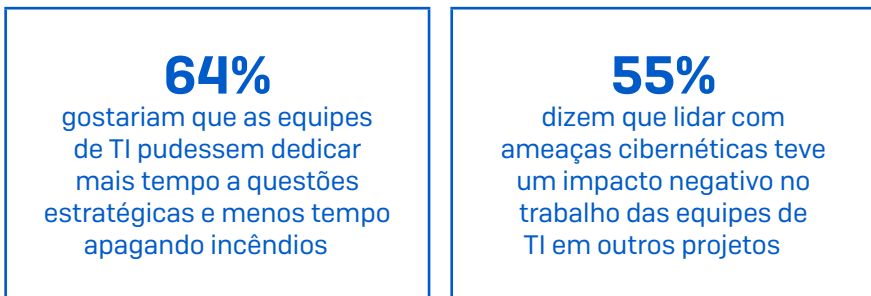 64%
gostariam que as equipes
de TI pudessem dedicar
mais tempo a questões
estratégicas e menos tempo
apagando incêndios
55%
dizem que lidar com
ameaças cibernéticas teve
um impacto negativo no
trabalho das equipes de
TI em outros projetos